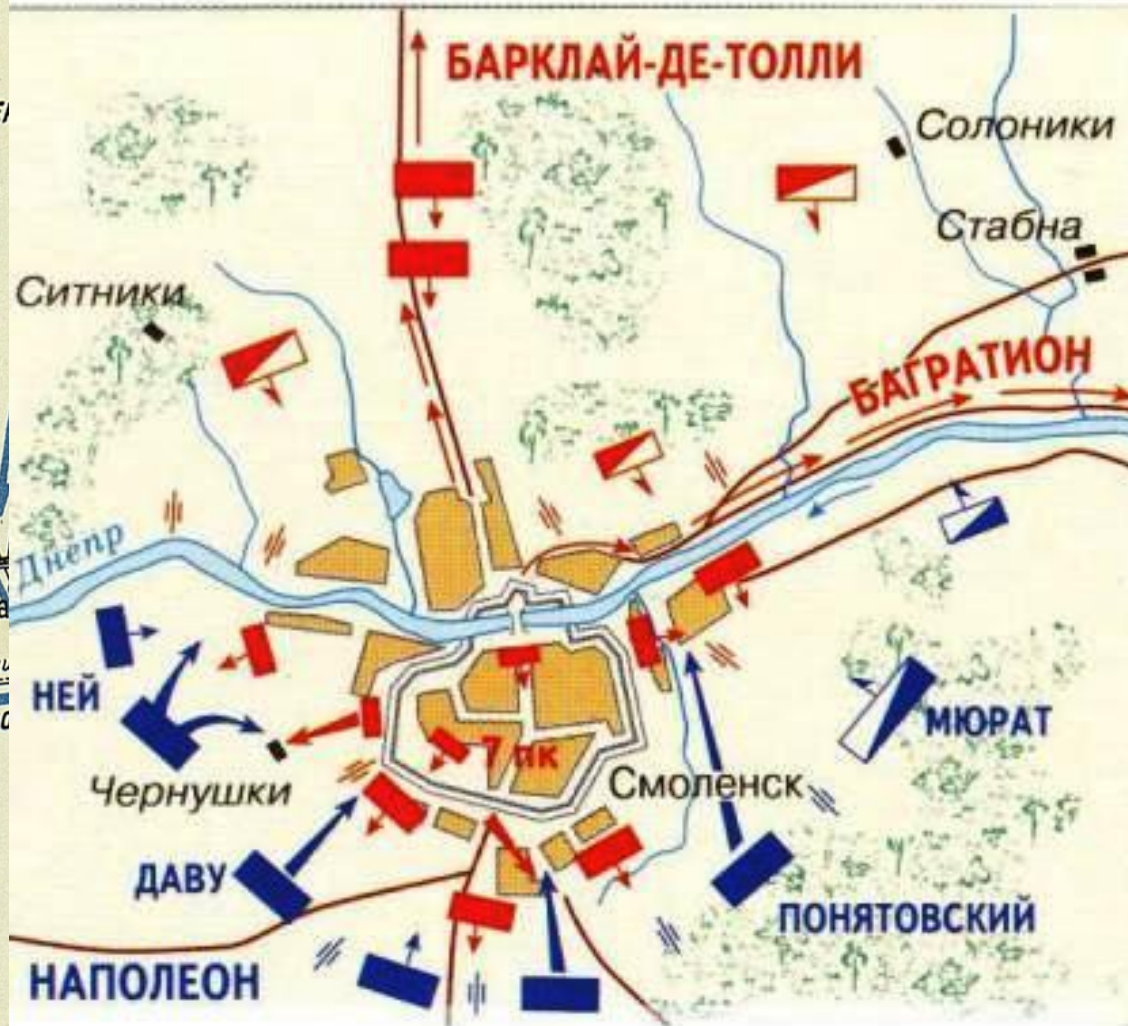 БАРКЛАЙ-ДЕ-ТОЛЛИ
Солоники
Стабна
Ситники
БАГРАТИОН
Днепр
НЕЙ
МЮРАТ
7 пк
Чернушки
Смоленск
ДАВУ
ПОНЯТОВСКИЙ
НАПОЛЕОН